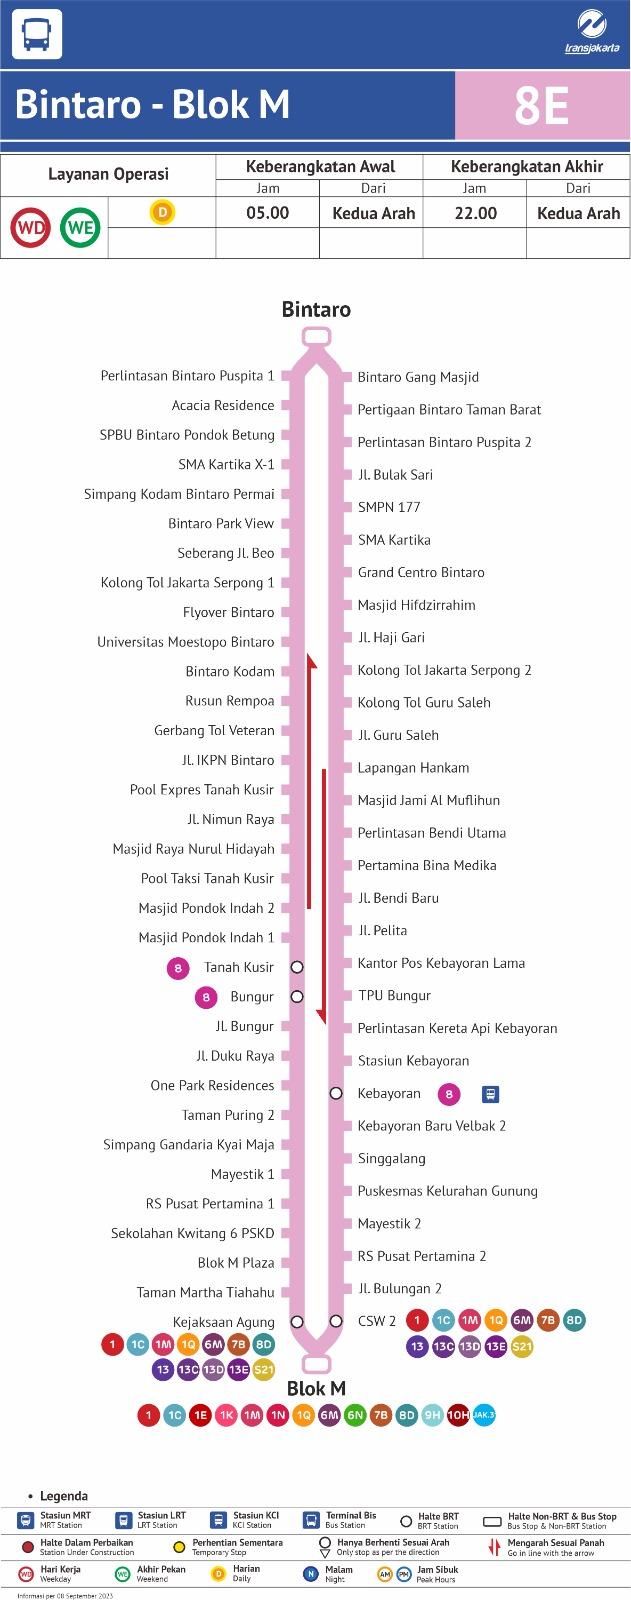 transjakarta
Bintaro - Blok M
8E
Layanan Operasi
Keberangkatan Awal
Keberangkatan Akhir
Jam
Dari
Jam
Dari
WD
WE
D
05.00
Kedua Arah
22.00
Kedua Arah
Bintaro
Perlintasan Bintaro Puspita 1
Acacia Residence
SPBU Bintaro Pondok Betung
SMA Kartika X-1
Simpang Kodam Bintaro Permai
Bintaro Park View
Seberang Jl. Beo
Kolong Tol Jakarta Serpong 1
Flyover Bintaro
Universitas Moestopo Bintaro
Bintaro Kodam
Rusun Rempoa
Gerbang Tol Veteran
Jl. IKPN Bintaro
Pool Expres Tanah Kusir
Jl. Nimun Raya
Masjid Raya Nurul Hidayah
Pool Taksi Tanah Kusir
Masjid Pondok Indah 2
Masjid Pondok Indah 1
8 Tanah Kusir
8 Bungur
Jl. Bungur
Jl. Duku Raya
One Park Residences
Taman Puring 2
Simpang Gandaria Kyai Maja
Mayestik 1
RS Pusat Pertamina 1
Sekolahan Kwitang 6 PSKD
Blok M Plaza
Taman Martha Tiahahu
Kejaksaan Agung
1 1C 1M 1Q 6M 7B 8D
13 13C 13D 13E S21
Bintaro Gang Masjid
Pertigaan Bintaro Taman Barat
Perlintasan Bintaro Puspita 2
Jl. Bulak Sari
SMPN 177
SMA Kartika
Grand Centro Bintaro
Masjid Hifdzirrahim
Jl. Haji Gari
Kolong Tol Jakarta Serpong 2
Kolong Tol Guru Saleh
Jl. Guru Saleh
Lapangan Hankam
Masjid Jami Al Muflihun
Perlintasan Bendi Utama
Pertamina Bina Medika
Jl. Bendi Baru
Jl. Pelita
Kantor Pos Kebayoran Lama
TPU Bungur
Perlintasan Kereta Api Kebayoran
Stasiun Kebayoran
Kebayoran 8
Kebayoran Baru Velbak 2
Singgalang
Puskesmas Kelurahan Gunung
Mayestik 2
RS Pusat Pertamina 2
Jl. Bulungan 2
CSW 2 1 1C 1M 1Q 6M 7B 8D
13 13C 13D 13E S21
Blok M
1 1C 1E 1K 1M 1N 1Q 6M 6N 7B 8D 9H 10H
• Legenda
Stasiun MRT
MRT Station
Stasiun LRT
LRT Station
Stasiun KCI
KCI Station
Terminal Bis
Bus Station
Halte BRT
BRT Station
Halte Non-BRT & Bus Stop
Bus Stop & Non-BRT Station
Halte Dalam Perbaikan
Station Under Construction
Perhentian Sementara
Temporary Stop
Hanya Berhenti Sesuai Arah
Only stop as per the direction
Mengarah Sesuai Panah
Go in line with the arrow
WD
Hari Kerja
Weekday
WE
Akhir Pekan
Weekend
D
Harian
Daily
N
Malam
Night
AM PM
Jam Sibuk
Peak Hours
Informasi per 08 September 2023